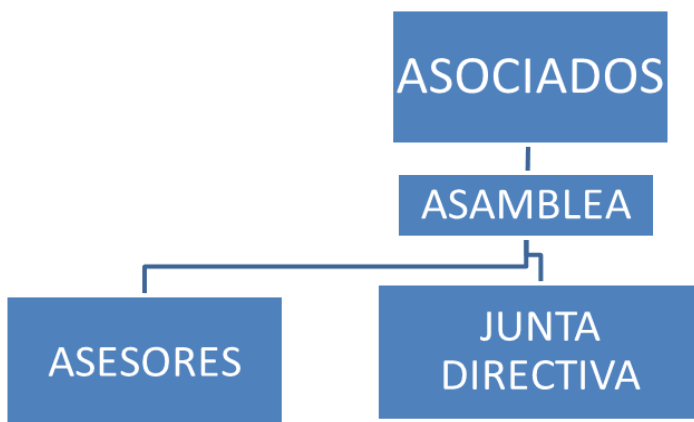 ASOCIADOS
ASAMBLEA
ASESORES
JUNTA
DIRECTIVA